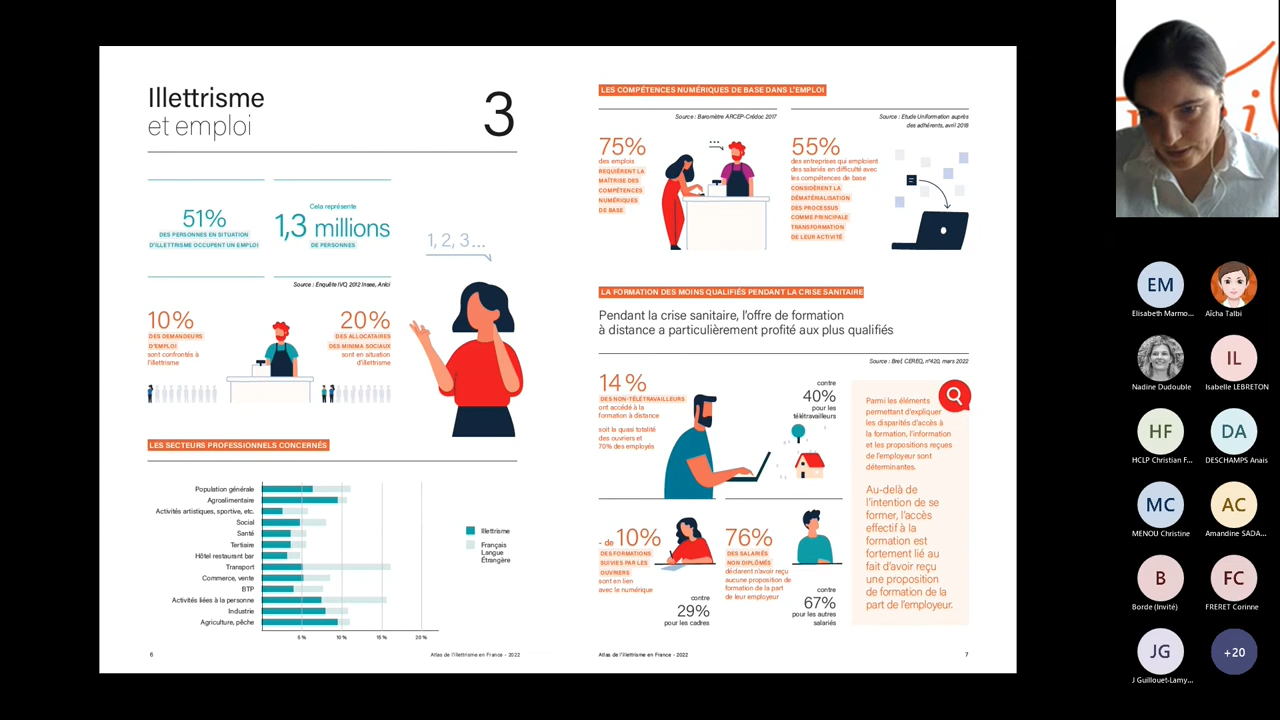 Illettrisme
et emploi
3
51%
DES PERSONNES EN SITUATION
D'ILLETTRISME OCCUPENT UN EMPLOI
Cela représente
1,3 millions
DE PERSONNES
Source : Enquête IVQ 2012 Insee, Anlci
1, 2, 3...
10%
DES DEMANDEURS
D'EMPLOI
sont confrontés à
l'illettrisme
20%
DES ALLOCATAIRES
DES MINIMA SOCIAUX
sont en situation
d'illettrisme
LES SECTEURS PROFESSIONNELS CONCERNÉS
Population générale
Agroalimentaire
Activités artistiques, sportive, etc.
Social
Santé
Tertiaire
Hôtel restaurant bar
Transport
Commerce, vente
BTP
Activités liées à la personne
Industrie
Agriculture, pêche
5 %
10 %
15 %
20 %
Illettrisme
Français
Langue
Étrangère
6
Atlas de l'illettrisme en France - 2022
LES COMPÉTENCES NUMÉRIQUES DE BASE DANS L'EMPLOI
Source : Baromètre ARCEP-Crédoc 2017
75%
des emplois
REQUIÈRENT LA
MAÎTRISE DES
COMPÉTENCES
NUMÉRIQUES
DE BASE
...
Source : Etude Uniformation auprès
des adhérents, avril 2018
55%
des entreprises qui emploient
des salariés en difficulté avec
les compétences de base
CONSIDÈRENT LA
DÉMATÉRIALISATION
DES PROCESSUS
COMME PRINCIPALE
TRANSFORMATION
DE LEUR ACTIVITÉ
LA FORMATION DES MOINS QUALIFIÉS PENDANT LA CRISE SANITAIRE
Pendant la crise sanitaire, l'offre de formation
à distance a particulièrement profité aux plus qualifiés
Source : Bref, CEREQ, n°420, mars 2022
14 %
DES NON-TÉLÉTRAVAILLEURS
ont accédé à la
formation à distance
soit la quasi totalité
des ouvriers et
70% des employés
contre
40%
pour les
télétravailleurs
- de 10%
DES FORMATIONS
SUIVIES PAR LES
OUVRIERS
sont en lien
avec le numérique
contre
29%
pour les cadres
76%
DES SALARIÉS
NON DIPLÔMÉS
déclarent n'avoir reçu
aucune proposition de
formation de la part
de leur employeur
contre
67%
pour les autres
salariés
Parmi les éléments
permettant d'expliquer
les disparités d'accès à
la formation, l'information
et les propositions reçues
de l'employeur sont
déterminantes.
Au-delà de
l'intention de se
former, l'accès
effectif à la
formation est
fortement lié au
fait d'avoir reçu
une proposition
de formation de la
part de l'employeur.
Atlas de l'illettrisme en France - 2022
7
EM
Elisabeth Marmo...
Aïcha Talbi
Nadine Dudouble
IL
Isabelle LEBRETON
HF
HCLP Christian F...
DA
DESCHAMPS Anais
MC
MENOU Christine
AC
Amandine SADA...
B
Borde (Invité)
FC
FRERET Corinne
JG
J Guillouet-Lamy...
+20